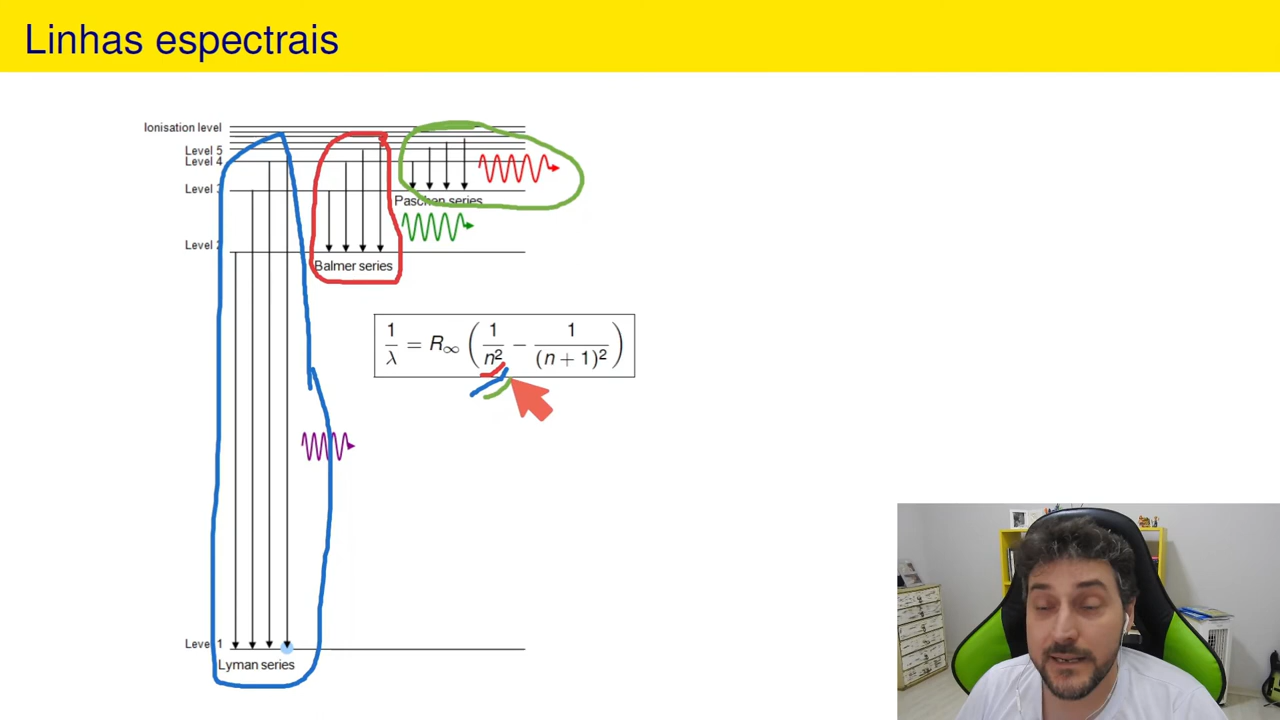 Linhas espectrais
Ionisation level
Level 5
Level 4
Level 3
Paschen series
Level 2
Balmer series
1/λ = R∞ (1/n² − 1/(n + 1)²)
Level 1
Lyman series